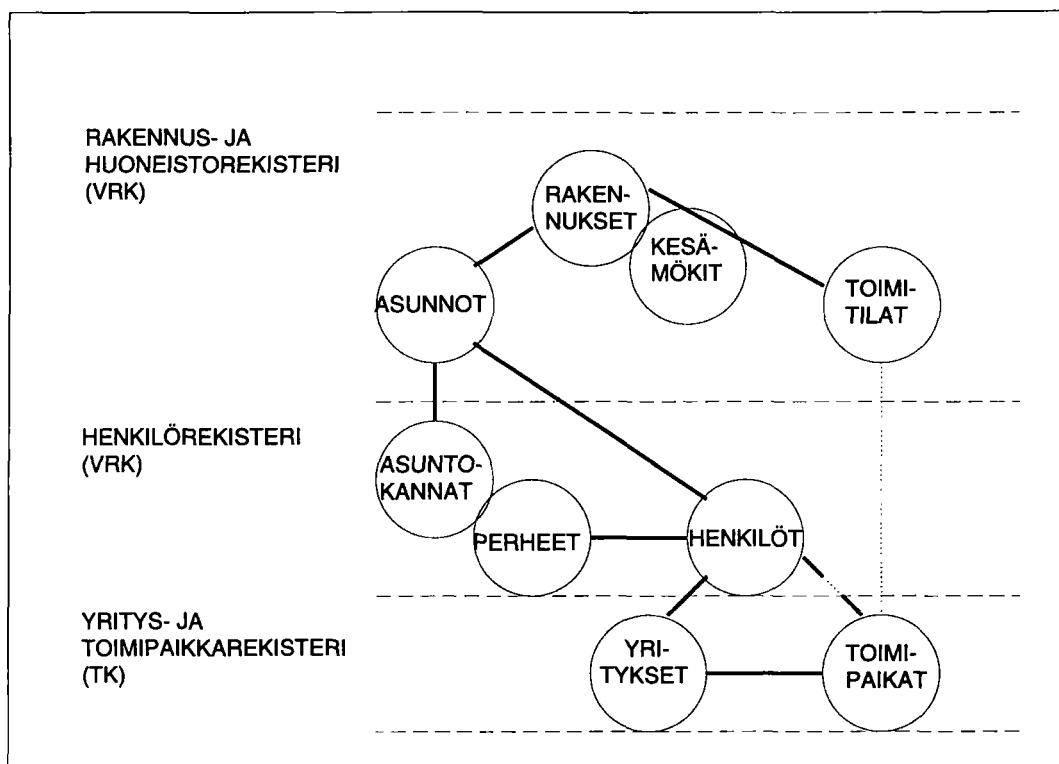 RAKENNUS- JA
HUONEISTOREKISTERI
(VRK)
RAKEN-
NUKSET
KESÄ-
MÖKIT
ASUNNOT
TOIMI-
TILAT
HENKILÖREKISTERI
(VRK)
ASUNTO-
KANNAT
PERHEET
HENKILÖT
YRITYS- JA
TOIMIPAIKKAREKISTERI
(TK)
YRI-
TYKSET
TOIMI-
PAIKAT